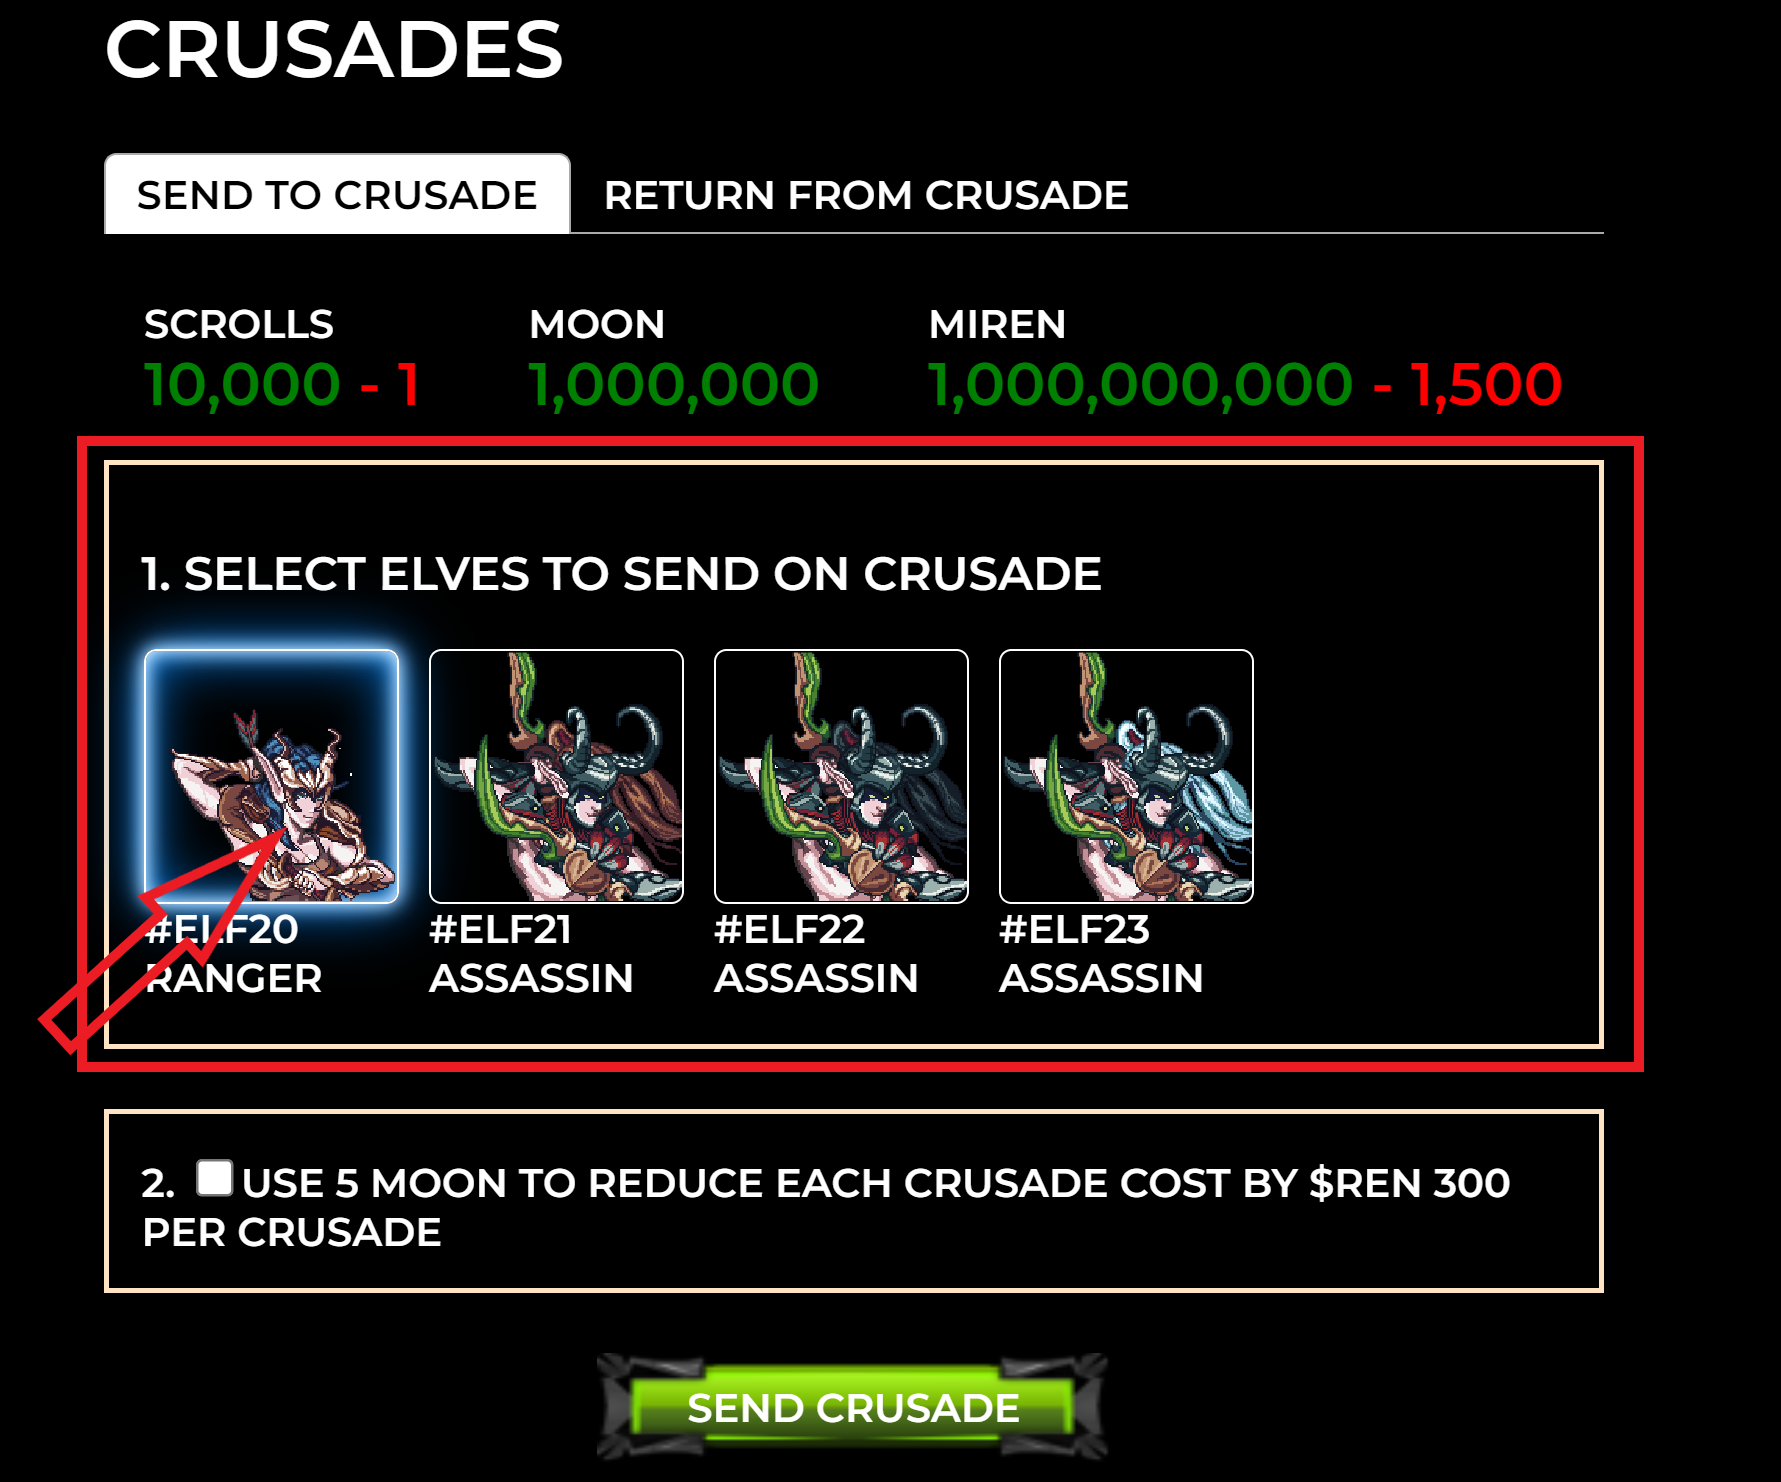 CRUSADES
SEND TO CRUSADE RETURN FROM CRUSADE
SCROLLS MOON MIREN
10,000 - 1 1,000,000 1,000,000,000 - 1,500
1. SELECT ELVES TO SEND ON CRUSADE
#ELF20 #ELF21 #ELF22 #ELF23
RANGER ASSASSIN ASSASSIN ASSASSIN
2. USE 5 MOON TO REDUCE EACH CRUSADE COST BY $REN 300
PER CRUSADE
SEND CRUSADE